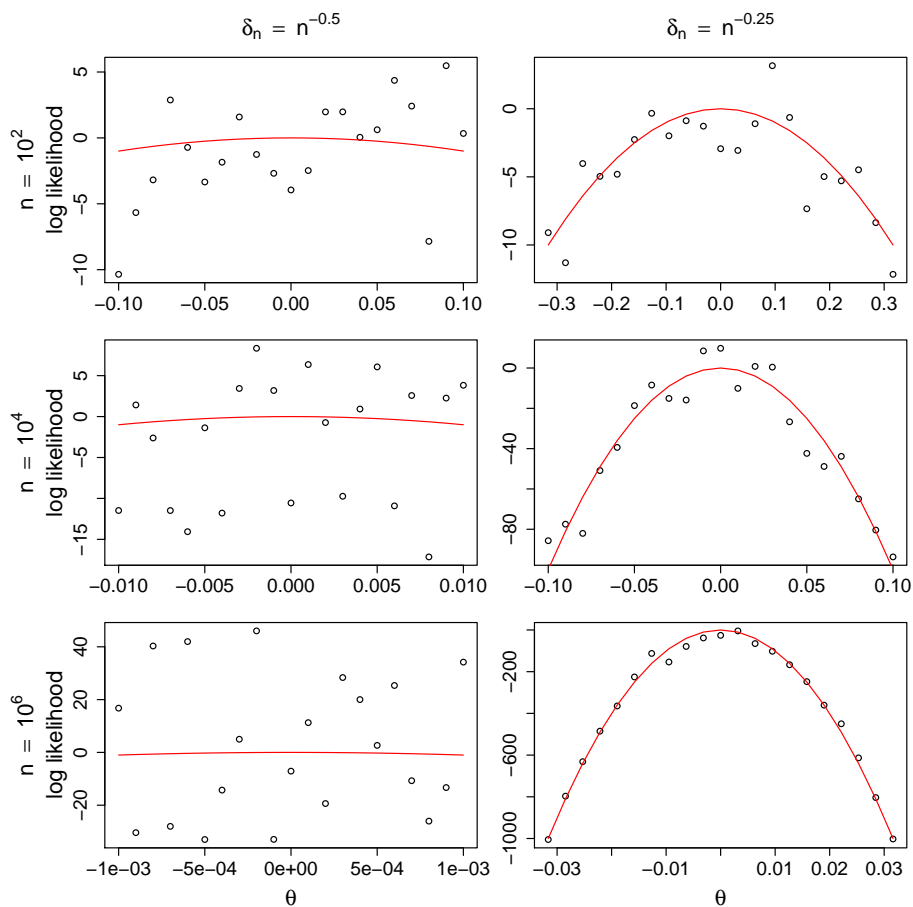 δn = n−0.5
δn = n−0.25
n = 10^2
log likelihood
5
0
−5
−10
−0.10 −0.05 0.00 0.05 0.10
0
−5
−10
−0.3 −0.2 −0.1 0.0 0.1 0.2 0.3
n = 10^4
log likelihood
5
0
−5
−15
−0.010 −0.005 0.000 0.005 0.010
0
−40
−80
−0.10 −0.05 0.00 0.05 0.10
n = 10^6
log likelihood
40
20
0
−20
−1e−03 −5e−04 0e+00 5e−04 1e−03
θ
−200
−600
−1000
−0.03 −0.01 0.00 0.01 0.02 0.03
θ